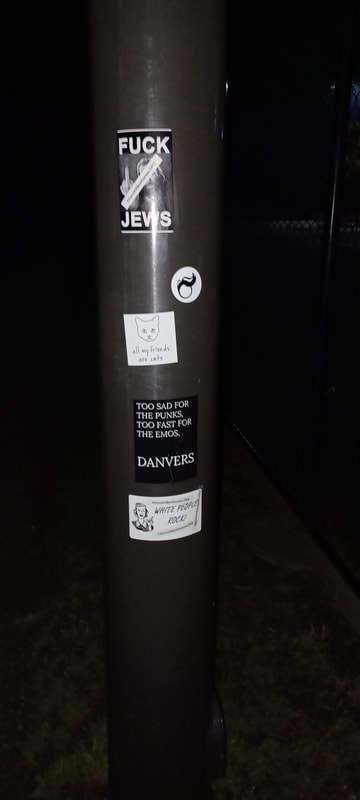 FUCK
JEWS
all my friends
are cats
TOO SAD FOR
THE PUNKS,
TOO FAST FOR
THE EMOS,
DANVERS
WHITE PEOPLE
ROCK!